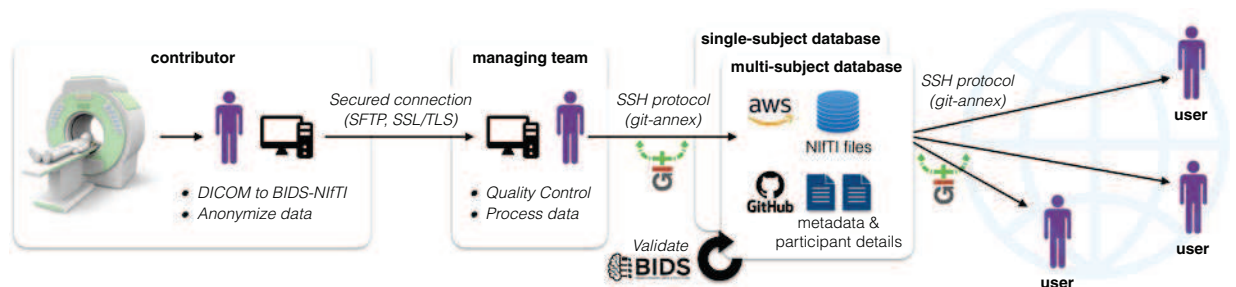 contributor
Secured connection
(SFTP, SSL/TLS)
• DICOM to BIDS-NIfTI
• Anonymize data
managing team
• Quality Control
• Process data
SSH protocol
(git-annex)
GIt
single-subject database
multi-subject database
aws
NIfTI files
GitHub
metadata &
participant details
Validate
BIDS
SSH protocol
(git-annex)
GIt
user
user
user